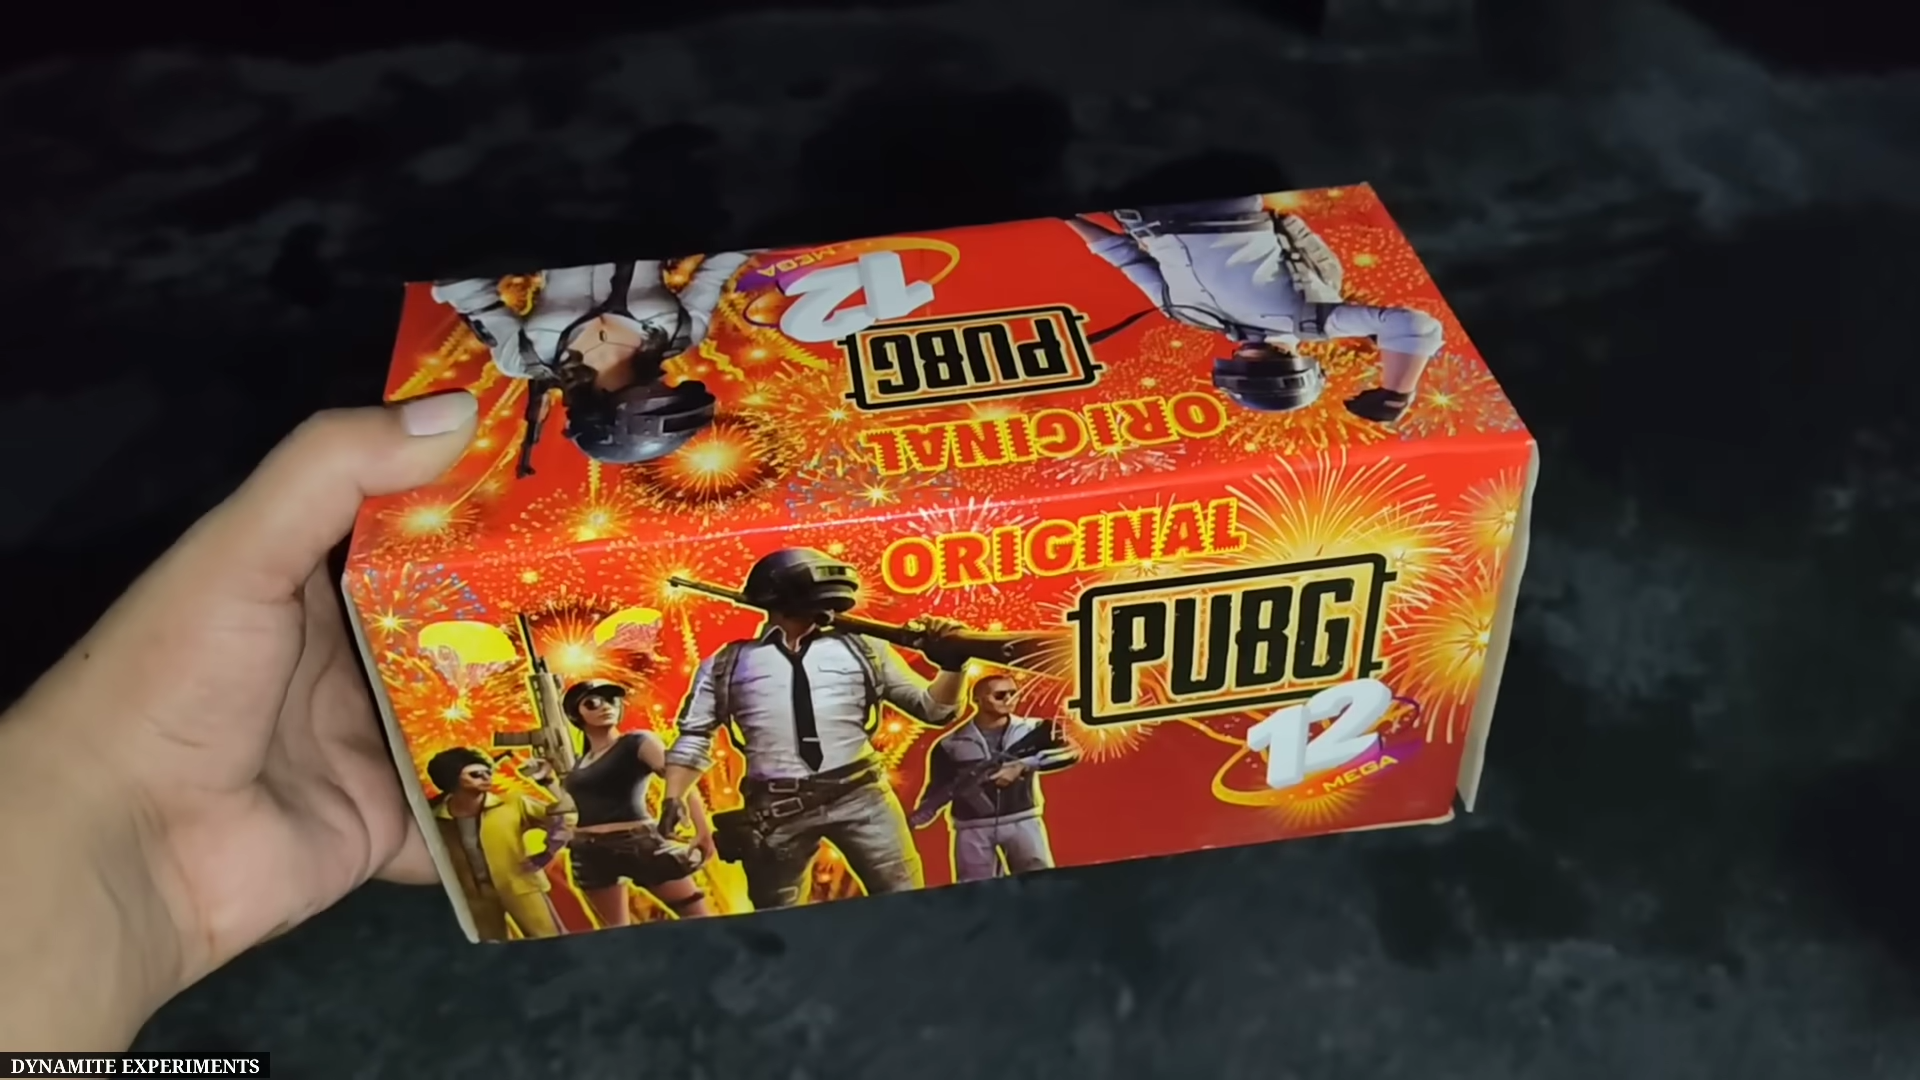 MEGA
12
PUBG
ORIGINAL
ORIGINAL
PUBG
12
MEGA
DYNAMITE EXPERIMENTS